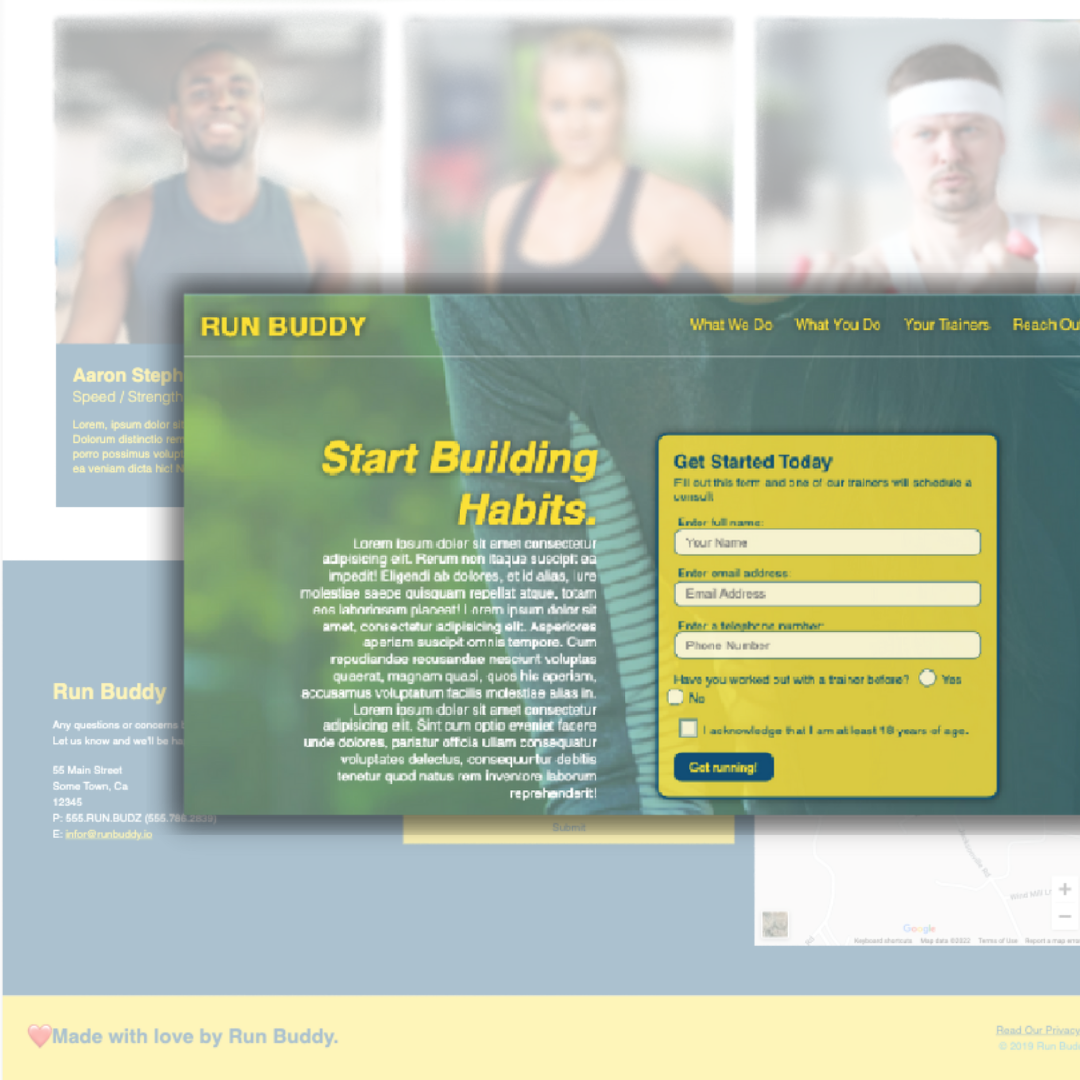 RUN BUDDY
What We Do What You Do Your Trainers Reach Out
Start Building
Habits.
Lorem ipsum dolor sit amet consectetur
adipisicing elit. Rerum non itaque suscipit ea
impedit! Eligendi ab dolores, et id alias, iure
molestiae saepe quisquam repellat atque, totam
eos laboriosam placeat! Lorem ipsum dolor sit
amet, consectetur adipisicing elit. Asperiores
aperiam suscipit omnis tempore. Cum
repudiandae recusandae nesciunt voluptas
quaerat, magnam quasi, quos hic aperiam,
accusamus voluptatum facilis molestiae alias in.
Lorem ipsum dolor sit amet consectetur
adipisicing elit. Sint cum optio eveniet facere
unde dolores, pariatur officia ullam consequatur
voluptates delectus, consequuntur debitis
tenetur quod natus rem inventore laborum
reprehenderit!
Get Started Today
Fill out this form and one of our trainers will schedule a
consult
Enter full name:
Your Name
Enter email address:
Email Address
Enter a telephone number:
Phone Number
Have you worked out with a trainer before? Yes
No
I acknowledge that I am at least 18 years of age.
Get running!
Aaron Steph
Speed / Strength
Lorem, ipsum dolor sit
Dolorum distinctio rem
porro possimus volupt
ea veniam dicta hic! N
Run Buddy
Any questions or concerns
Let us know and we'll be ha
55 Main Street
Some Town, Ca
12345
P: 555.RUN.BUDZ (555.786.2839)
E: infor@runbuddy.io
Submit
West Mill
Google
Keyboard shortcuts Map data ©2022 Terms of Use Report a map erro
❤️Made with love by Run Buddy.
Read Our Privacy
© 2019 Run Budd